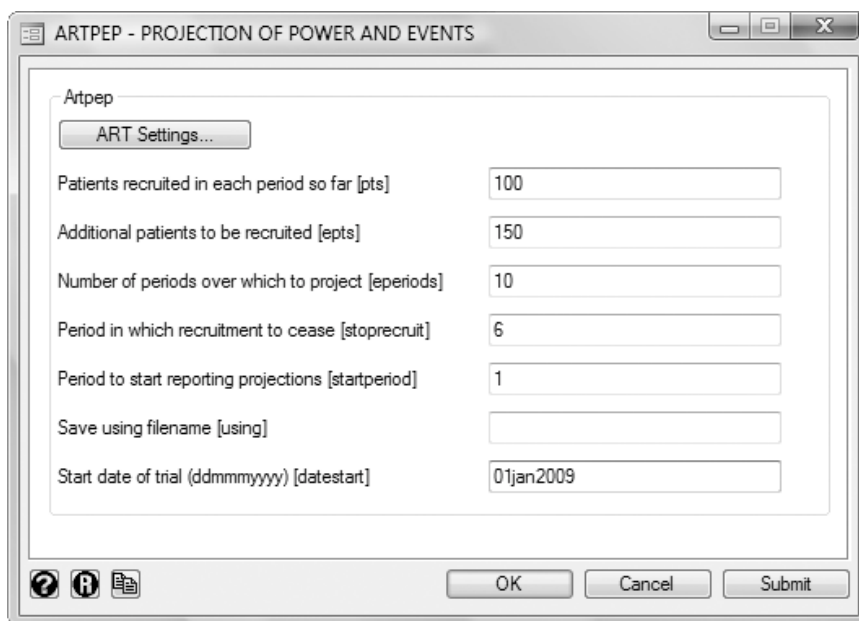 ARTPEP - PROJECTION OF POWER AND EVENTS
Artpep
ART Settings...
Patients recruited in each period so far [pts] 100
Additional patients to be recruited [epts] 150
Number of periods over which to project [eperiods] 10
Period in which recruitment to cease [stoprecruit] 6
Period to start reporting projections [startperiod] 1
Save using filename [using]
Start date of trial (ddmmmyyyy) [datestart] 01jan2009
? R OK Cancel Submit